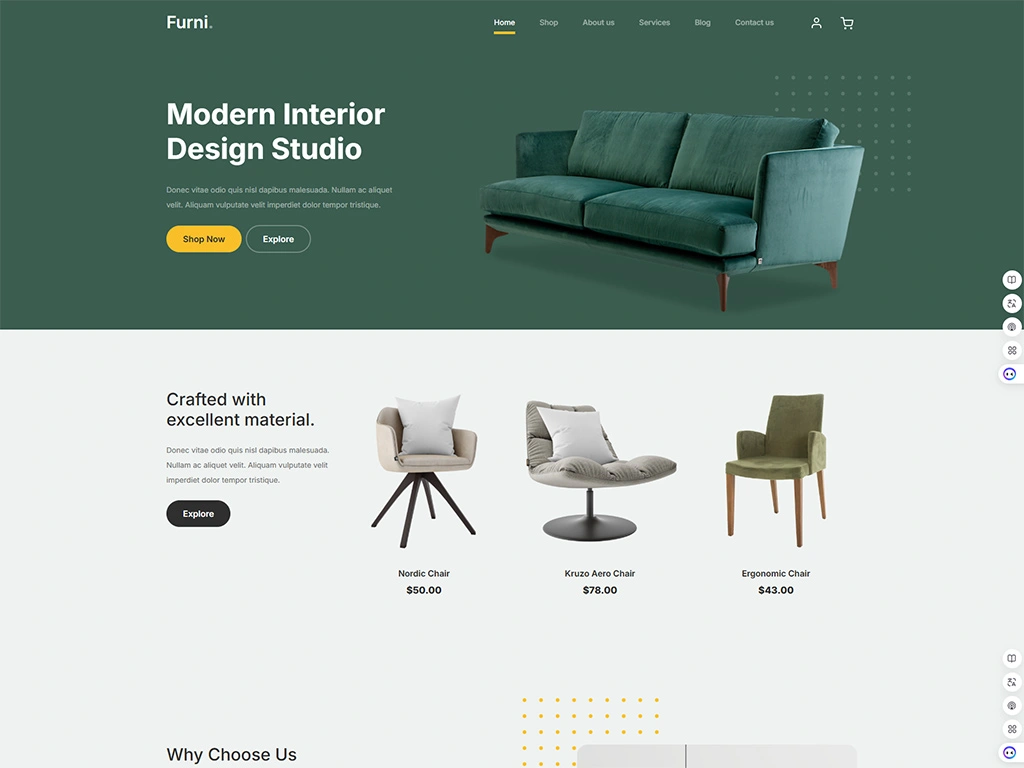 Furni.
Home Shop About us Services Blog Contact us
Modern Interior
Design Studio
Donec vitae odio quis nisl dapibus malesuada. Nullam ac aliquet
velit. Aliquam vulputate velit imperdiet dolor tempor tristique.
Shop Now Explore
Crafted with
excellent material.
Donec vitae odio quis nisl dapibus malesuada.
Nullam ac aliquet velit. Aliquam vulputate velit
imperdiet dolor tempor tristique.
Explore
Nordic Chair
$50.00
Kruzo Aero Chair
$78.00
Ergonomic Chair
$43.00
Why Choose Us